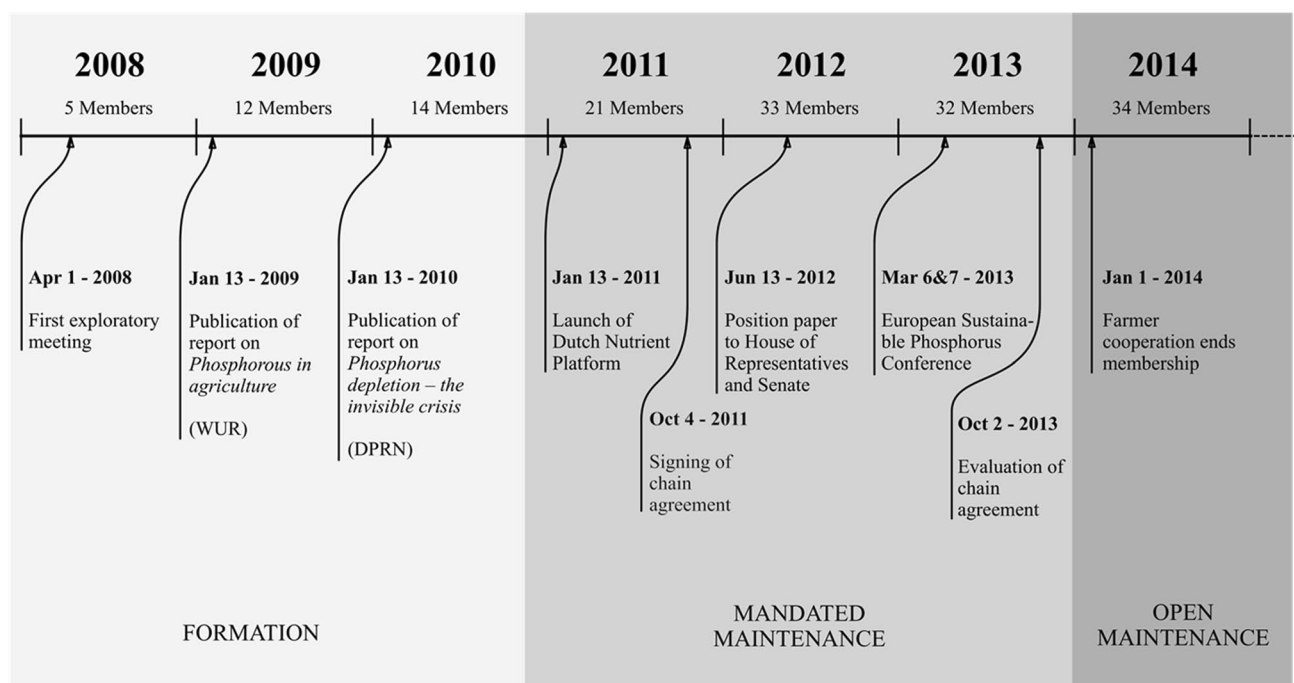 2008
5 Members
2009
12 Members
2010
14 Members
2011
21 Members
2012
33 Members
2013
32 Members
2014
34 Members
Apr 1 - 2008
First exploratory
meeting
Jan 13 - 2009
Publication of
report on
Phosphorous in
agriculture
(WUR)
Jan 13 - 2010
Publication of
report on
Phosphorus
depletion – the
invisible crisis
(DPRN)
Jan 13 - 2011
Launch of
Dutch Nutrient
Platform
Oct 4 - 2011
Signing of
chain
agreement
Jun 13 - 2012
Position paper
to House of
Representatives
and Senate
Mar 6&7 - 2013
European Sustaina-
ble Phosphorus
Conference
Oct 2 - 2013
Evaluation of
chain
agreement
Jan 1 - 2014
Farmer
cooperation ends
membership
FORMATION
MANDATED
MAINTENANCE
OPEN
MAINTENANCE